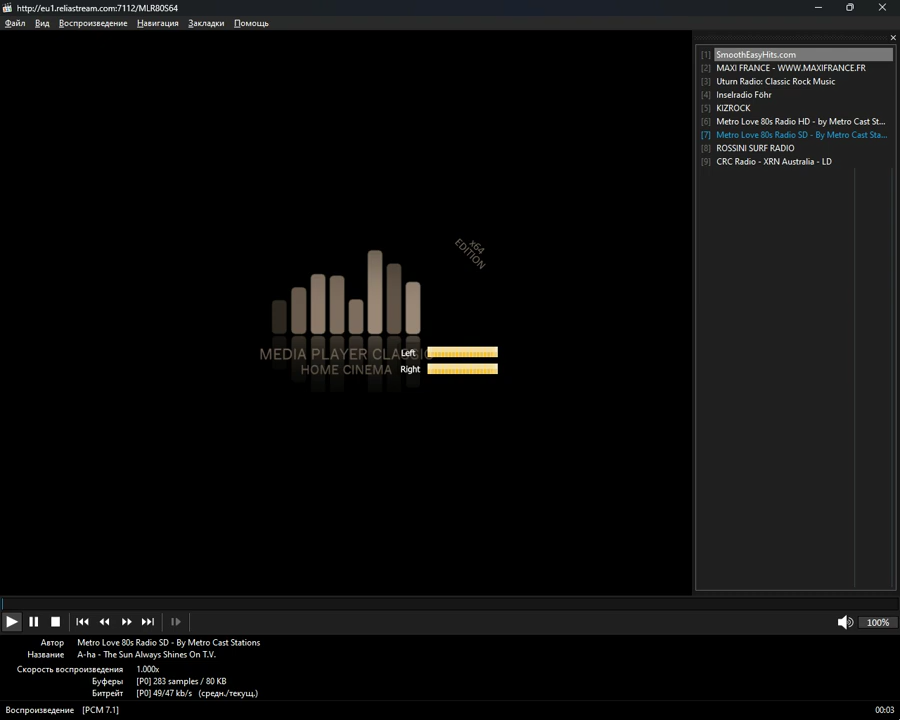 http://eu1.reliastream.com:7112/MLR80S64
Файл Вид Воспроизведение Навигация Закладки Помощь
[1] SmoothEasyHits.com
[2] MAXI FRANCE - WWW.MAXIFRANCE.FR
[3] Uturn Radio: Classic Rock Music
[4] Inselradio Föhr
[5] KIZROCK
[6] Metro Love 80s Radio HD - by Metro Cast St...
[7] Metro Love 80s Radio SD - By Metro Cast Sta...
[8] ROSSINI SURF RADIO
[9] CRC Radio - XRN Australia - LD
x64
EDITION
MEDIA PLAYER CLASSIC
HOME CINEMA
Left
Right
100%
Автор Metro Love 80s Radio SD - By Metro Cast Stations
Название A-ha - The Sun Always Shines On T.V.
Скорость воспроизведения 1.000x
Буферы [P0] 283 samples / 80 KB
Битрейт [P0] 49/47 kb/s (средн./текущ.)
Воспроизведение [PCM 7.1] 00:03